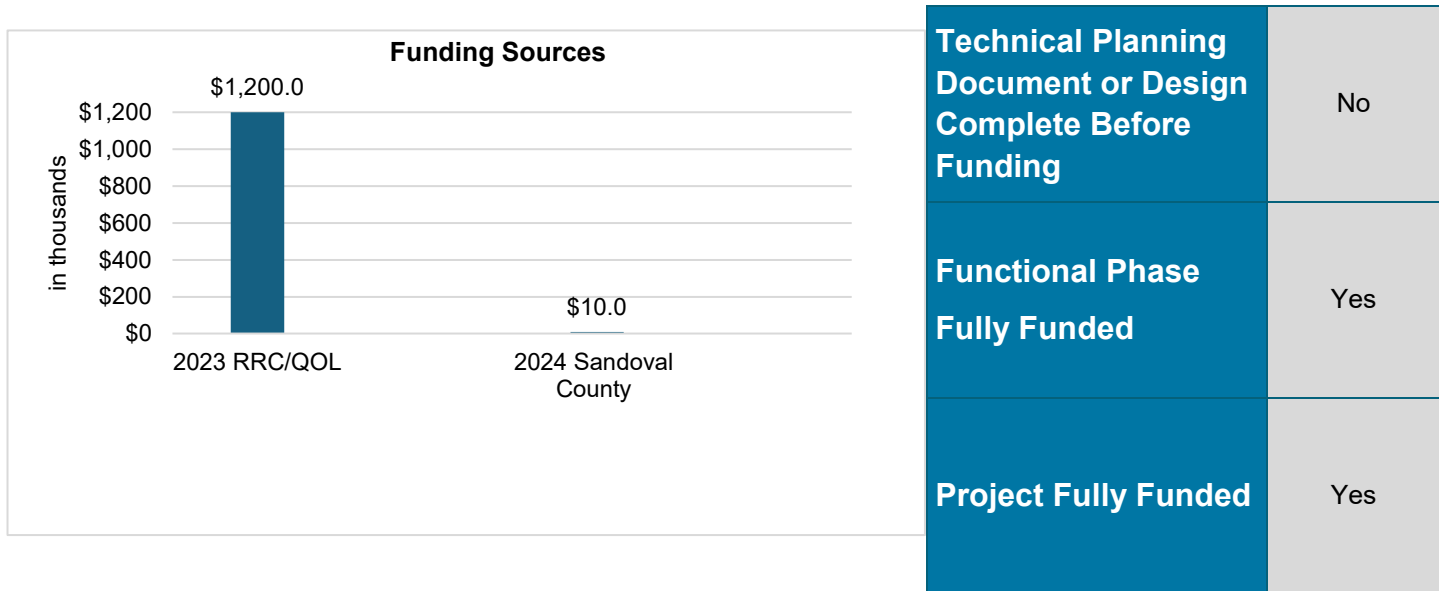 Funding Sources
$1,200.0
$1,200
$1,000
$800
$600
$400
$200
$0
in thousands
$10.0
2023 RRC/QOL
2024 Sandoval
County
Technical Planning
Document or Design
Complete Before
Funding
No
Functional Phase
Fully Funded
Yes
Project Fully Funded
Yes